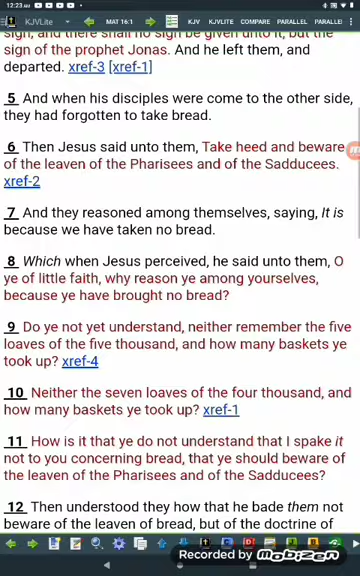 12:23 AM
KJVLite MAT 16:1 KJV KJVLITE COMPARE PARALLEL PARALLE
sign, and there shall no sign be given unto it, but the
sign of the prophet Jonas. And he left them, and
departed. xref-3 [xref-1]
5 And when his disciples were come to the other side,
they had forgotten to take bread.
6 Then Jesus said unto them, Take heed and beware
of the leaven of the Pharisees and of the Sadducees.
xref-2
7 And they reasoned among themselves, saying, It is
because we have taken no bread.
8 Which when Jesus perceived, he said unto them, O
ye of little faith, why reason ye among yourselves,
because ye have brought no bread?
9 Do ye not yet understand, neither remember the five
loaves of the five thousand, and how many baskets ye
took up? xref-4
10 Neither the seven loaves of the four thousand, and
how many baskets ye took up? xref-1
11 How is it that ye do not understand that I spake it
not to you concerning bread, that ye should beware of
the leaven of the Pharisees and of the Sadducees?
12 Then understood they how that he bade them not
beware of the leaven of bread, but of the doctrine of
Recorded by Mobizen